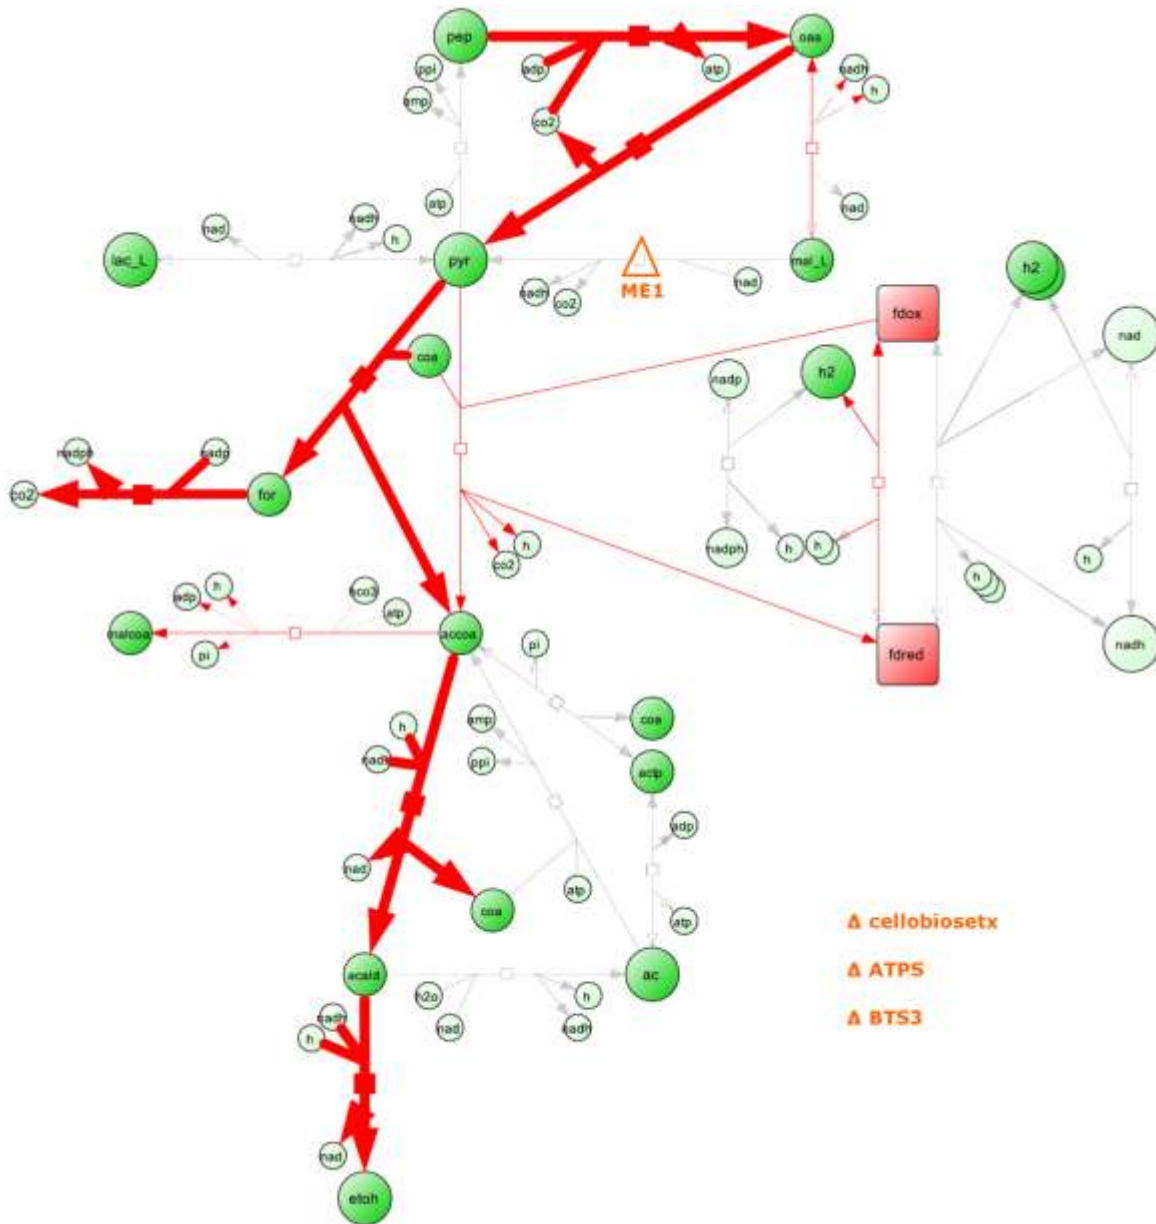 pep
oaa
ppi
adp
atp
nadh
h
amp
co2
atp
nad
nad
nadh
h
lac_L
pyr
mal_L
h2
ME1
nadh
co2
nad
fdox
nad
coa
nadp
h2
nadph
nadp
co2
for
nadph
h
h
h
co2
h
h
adp
hco3
atp
malcoa
accoa
pi
pi
fdred
nadh
h
amp
coa
nad
ppi
actp
adp
nad
atp
coa
atp
Δ cellobiosetx
acald
ac
Δ ATPS
h2o
h
nadh
nad
nadh
h
Δ BTS3
nad
etoh